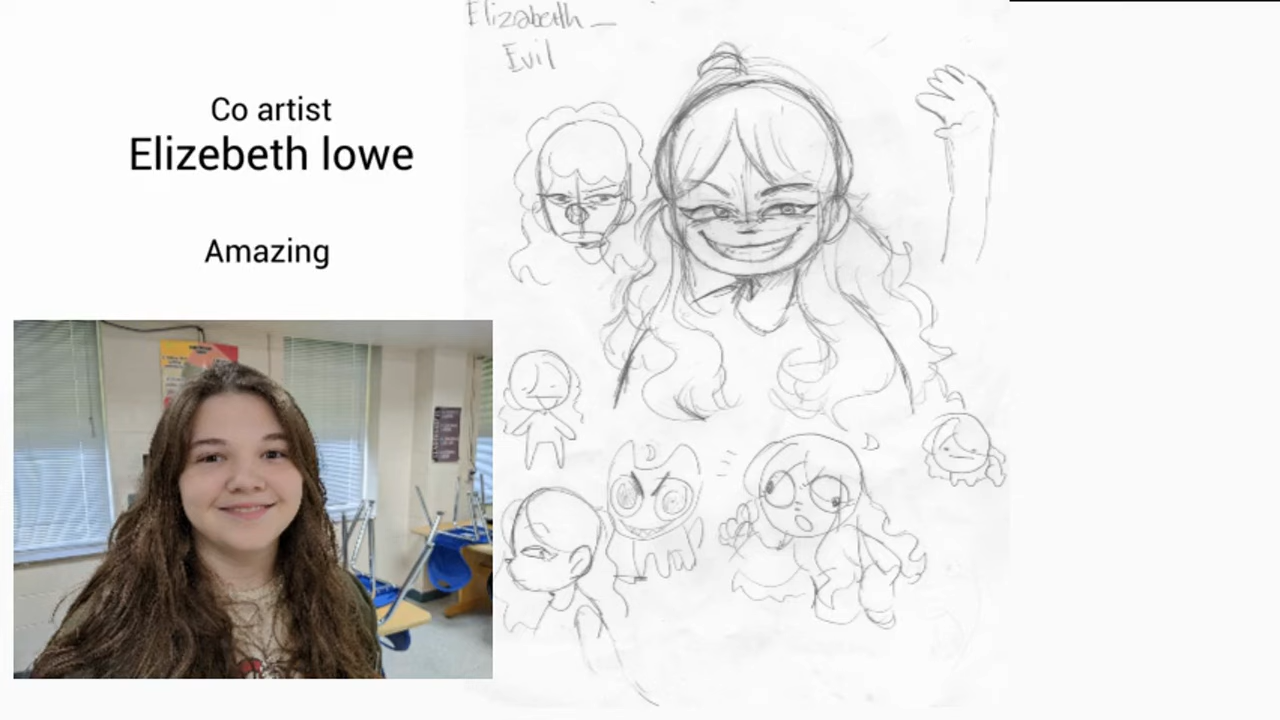 Co artist
Elizebeth lowe
Amazing
Elizabeth _
Evil